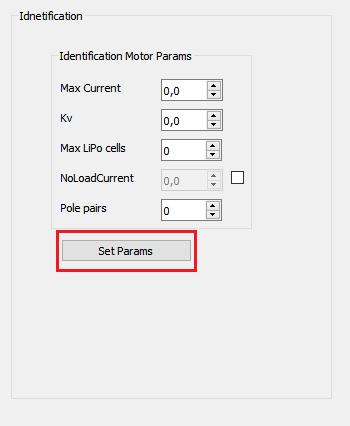 Idnetification
Identification Motor Params
Max Current 0,0
Kv 0,0
Max LiPo cells 0
NoLoadCurrent 0,0
Pole pairs 0
Set Params